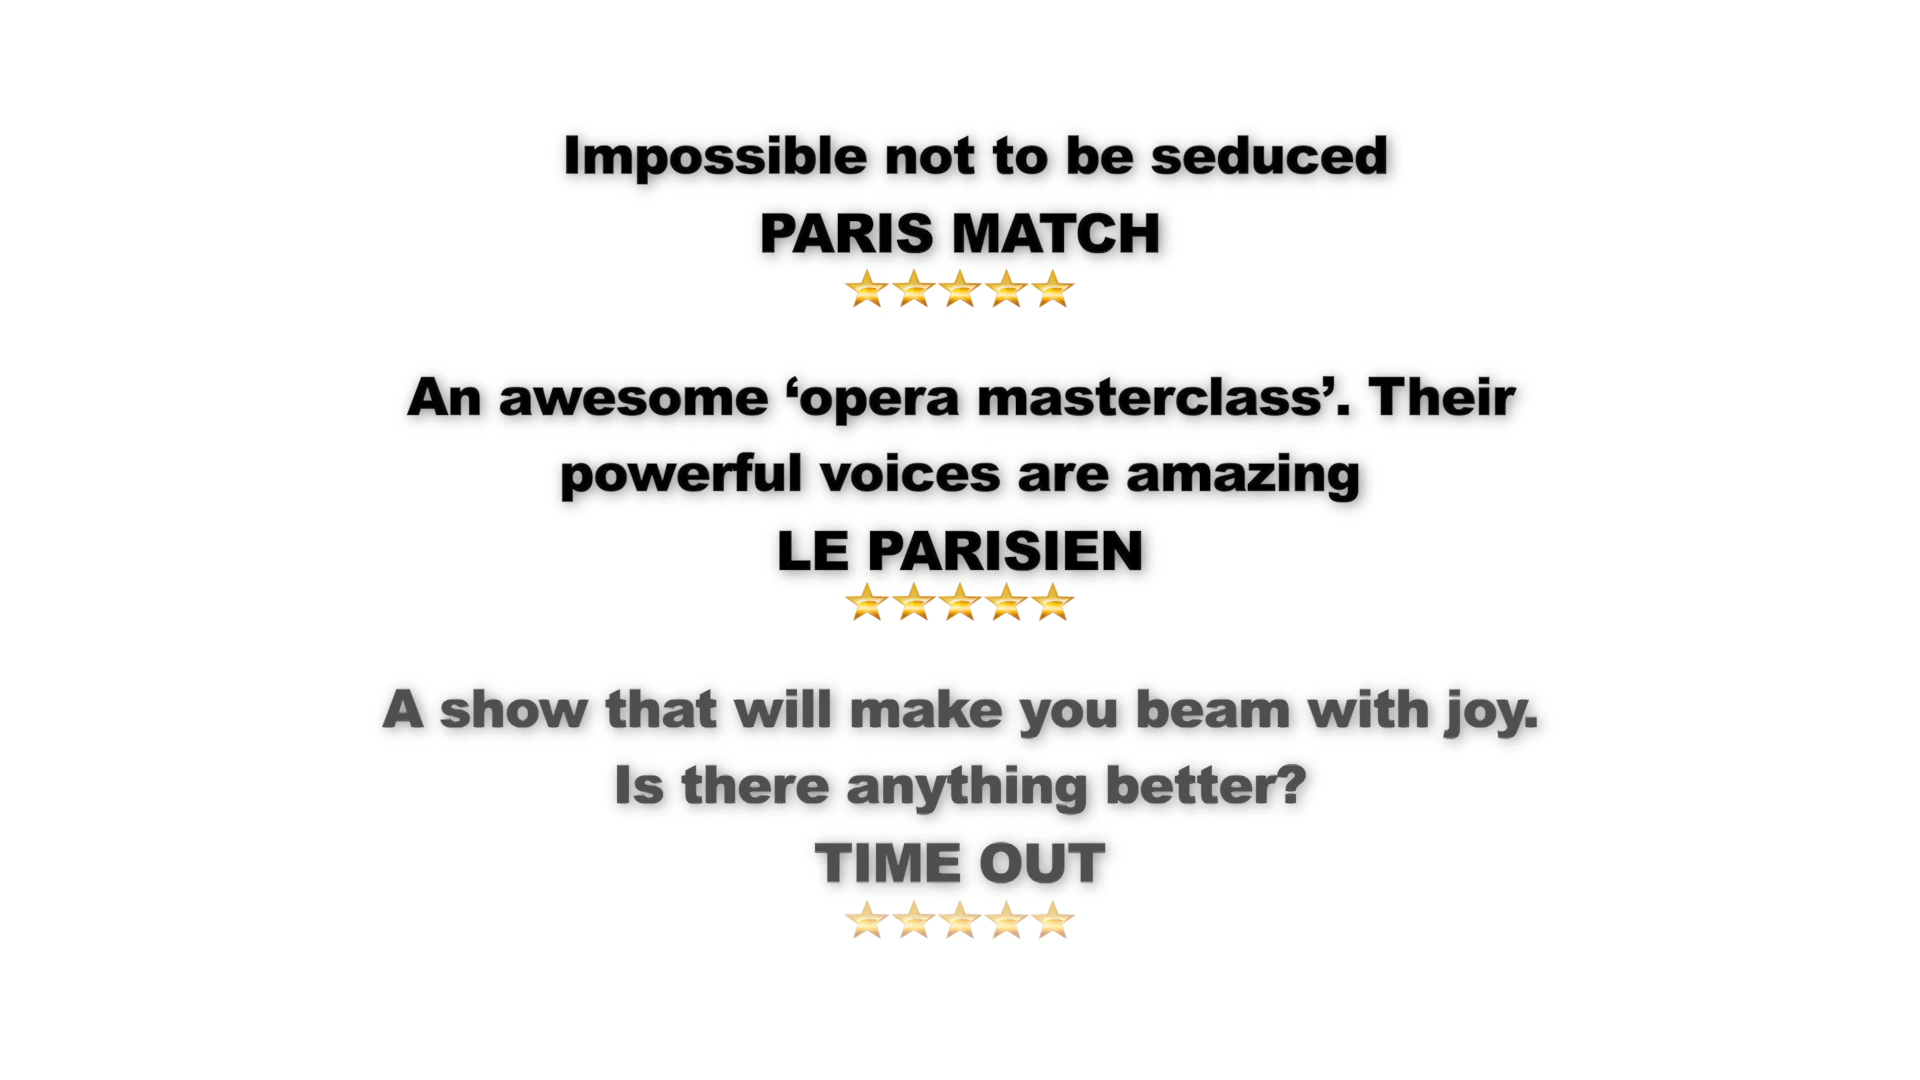 Impossible not to be seduced
PARIS MATCH
An awesome ‘opera masterclass’. Their
powerful voices are amazing
LE PARISIEN
A show that will make you beam with joy.
Is there anything better?
TIME OUT